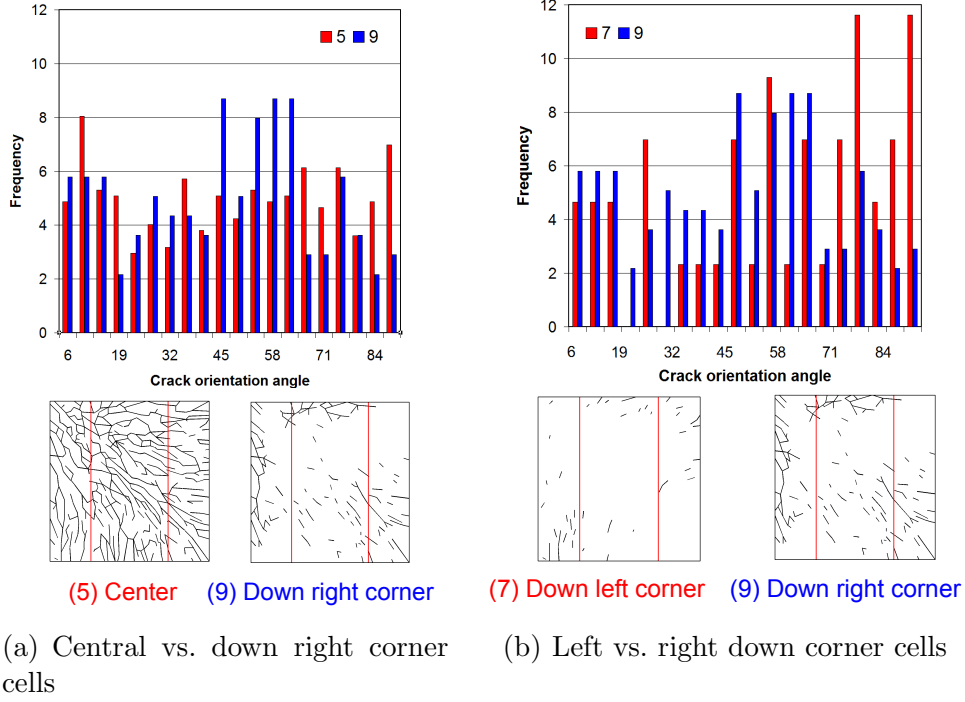 12
10
8
6
4
2
0
Frequency
5 9
6 19 32 45 58 71 84
Crack orientation angle
(5) Center (9) Down right corner
(a) Central vs. down right corner
cells
12
10
8
6
4
2
0
Frequency
7 9
6 19 32 45 58 71 84
Crack orientation angle
(7) Down left corner (9) Down right corner
(b) Left vs. right down corner cells